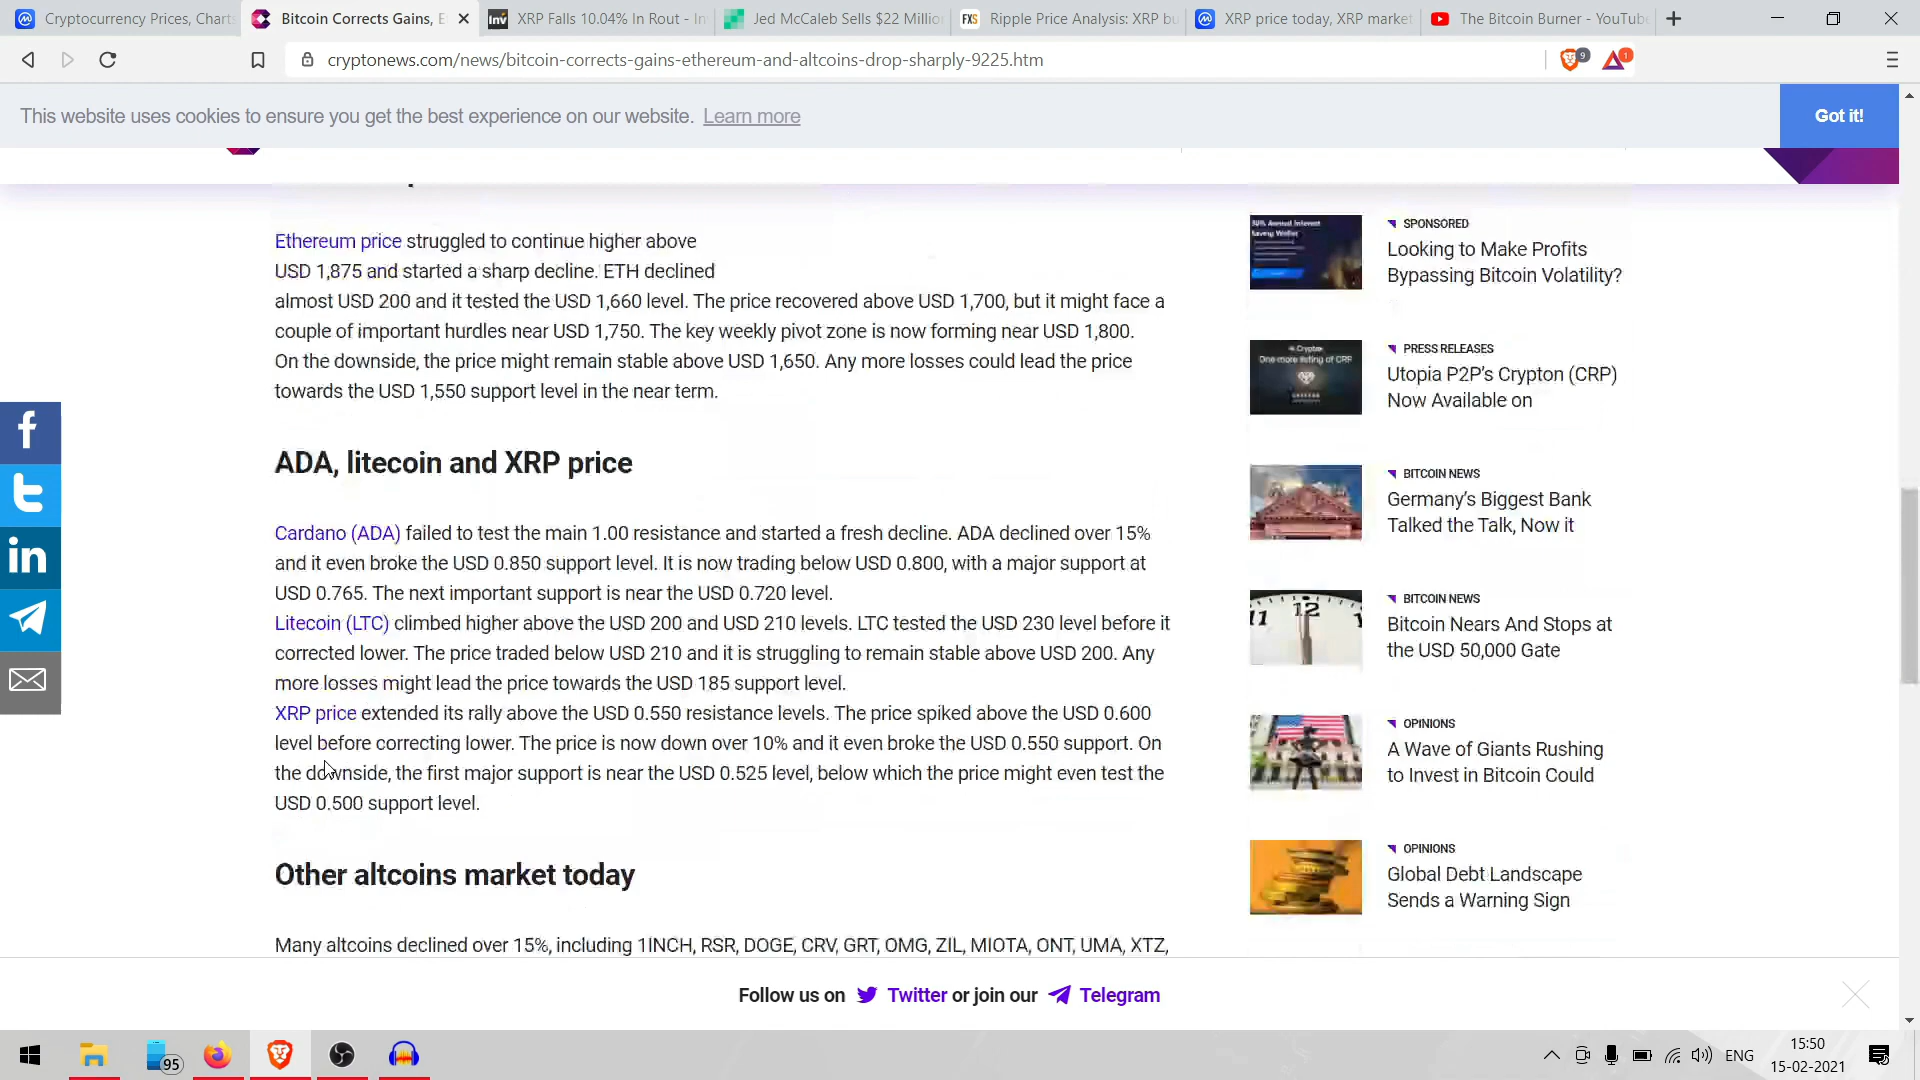 Cryptocurrency Prices, Charts
Bitcoin Corrects Gains, E
XRP Falls 10.04% In Rout - In
Jed McCaleb Sells $22 Million
Ripple Price Analysis: XRP bu
XRP price today, XRP market
The Bitcoin Burner - YouTube
cryptonews.com/news/bitcoin-corrects-gains-ethereum-and-altcoins-drop-sharply-9225.htm
9
1
This website uses cookies to ensure you get the best experience on our website. Learn more
Got it!
Ethereum price struggled to continue higher above
USD 1,875 and started a sharp decline. ETH declined
almost USD 200 and it tested the USD 1,660 level. The price recovered above USD 1,700, but it might face a
couple of important hurdles near USD 1,750. The key weekly pivot zone is now forming near USD 1,800.
On the downside, the price might remain stable above USD 1,650. Any more losses could lead the price
towards the USD 1,550 support level in the near term.
ADA, litecoin and XRP price
Cardano (ADA) failed to test the main 1.00 resistance and started a fresh decline. ADA declined over 15%
and it even broke the USD 0.850 support level. It is now trading below USD 0.800, with a major support at
USD 0.765. The next important support is near the USD 0.720 level.
Litecoin (LTC) climbed higher above the USD 200 and USD 210 levels. LTC tested the USD 230 level before it
corrected lower. The price traded below USD 210 and it is struggling to remain stable above USD 200. Any
more losses might lead the price towards the USD 185 support level.
XRP price extended its rally above the USD 0.550 resistance levels. The price spiked above the USD 0.600
level before correcting lower. The price is now down over 10% and it even broke the USD 0.550 support. On
the downside, the first major support is near the USD 0.525 level, below which the price might even test the
USD 0.500 support level.
Other altcoins market today
Many altcoins declined over 15%, including 1INCH, RSR, DOGE, CRV, GRT, OMG, ZIL, MIOTA, ONT, UMA, XTZ,
SPONSORED
Looking to Make Profits
Bypassing Bitcoin Volatility?
PRESS RELEASES
Utopia P2P's Crypton (CRP)
Now Available on
One more listing of CRP
BITCOIN NEWS
Germany's Biggest Bank
Talked the Talk, Now it
BITCOIN NEWS
Bitcoin Nears And Stops at
the USD 50,000 Gate
11 12 1
OPINIONS
A Wave of Giants Rushing
to Invest in Bitcoin Could
OPINIONS
Global Debt Landscape
Sends a Warning Sign
Follow us on Twitter or join our Telegram
95
ENG
15:50
15-02-2021